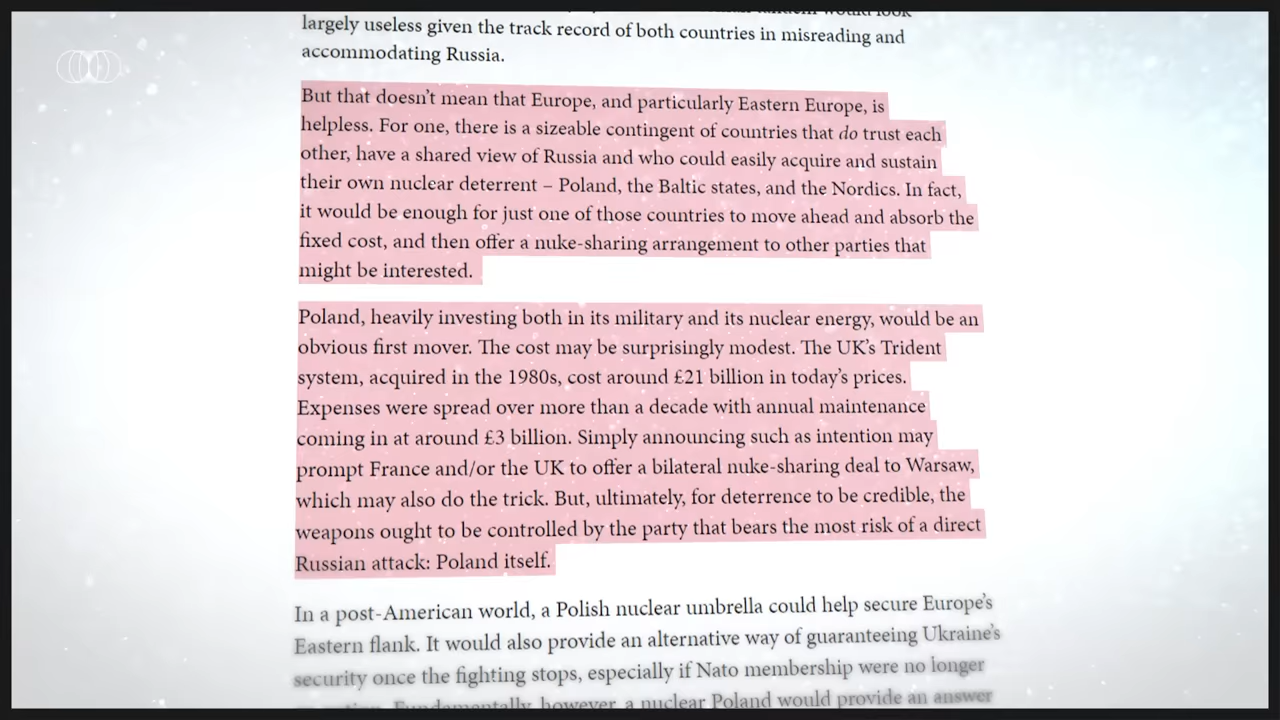 largely useless given the track record of both countries in misreading and
accommodating Russia.
But that doesn't mean that Europe, and particularly Eastern Europe, is
helpless. For one, there is a sizeable contingent of countries that do trust each
other, have a shared view of Russia and who could easily acquire and sustain
their own nuclear deterrent – Poland, the Baltic states, and the Nordics. In fact,
it would be enough for just one of those countries to move ahead and absorb the
fixed cost, and then offer a nuke-sharing arrangement to other parties that
might be interested.
Poland, heavily investing both in its military and its nuclear energy, would be an
obvious first mover. The cost may be surprisingly modest. The UK's Trident
system, acquired in the 1980s, cost around £21 billion in today's prices.
Expenses were spread over more than a decade with annual maintenance
coming in at around £3 billion. Simply announcing such as intention may
prompt France and/or the UK to offer a bilateral nuke-sharing deal to Warsaw,
which may also do the trick. But, ultimately, for deterrence to be credible, the
weapons ought to be controlled by the party that bears the most risk of a direct
Russian attack: Poland itself.
In a post-American world, a Polish nuclear umbrella could help secure Europe's
Eastern flank. It would also provide an alternative way of guaranteeing Ukraine's
security once the fighting stops, especially if Nato membership were no longer
Fundamentally, however, a nuclear Poland would provide an answer